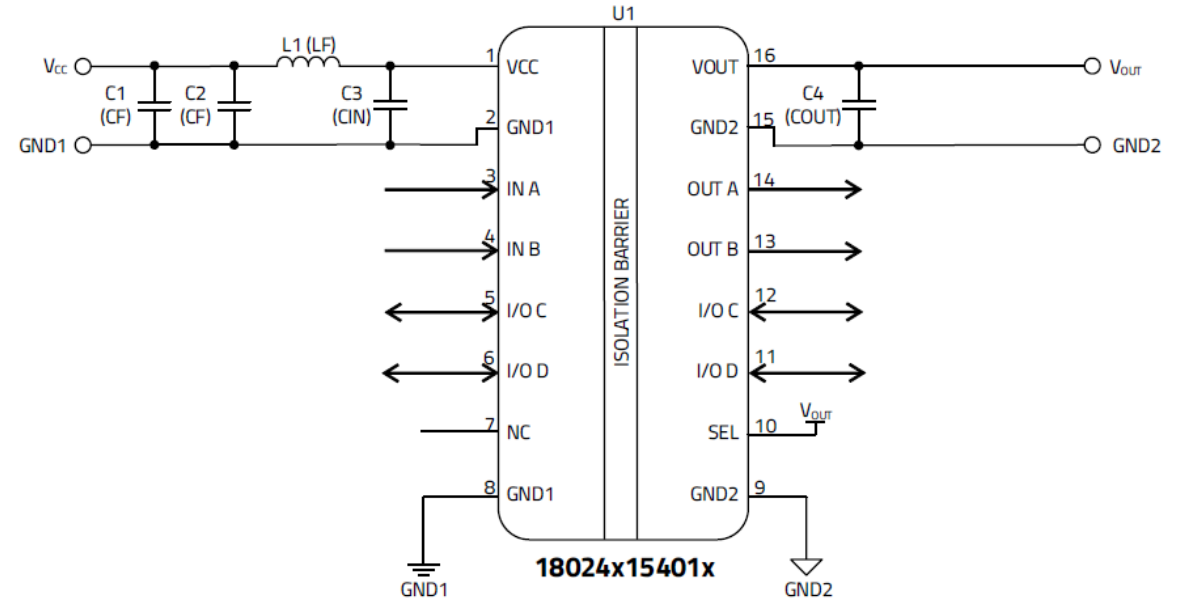 U1
L1 (LF)
1
16
VCC
VCC
VOUT
VOUT
C1
(CF)
C2
(CF)
C3
(CIN)
C4
(COUT)
2
GND1
GND2
15
GND1
GND2
3
IN A
OUT A
14
4
IN B
OUT B
13
5
I/O C
I/O C
12
6
I/O D
I/O D
11
VOUT
7
NC
SEL
10
8
GND1
GND2
9
ISOLATION BARRIER
18024x15401x
GND1
GND2